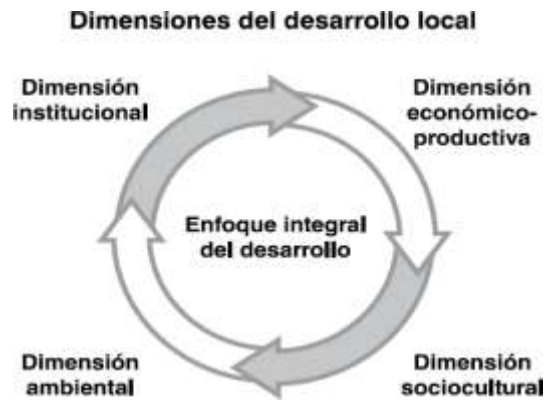 Dimensiones del desarrollo local
Dimensión
institucional
Dimensión
económico-
productiva
Enfoque integral
del desarrollo
Dimensión
ambiental
Dimensión
sociocultural